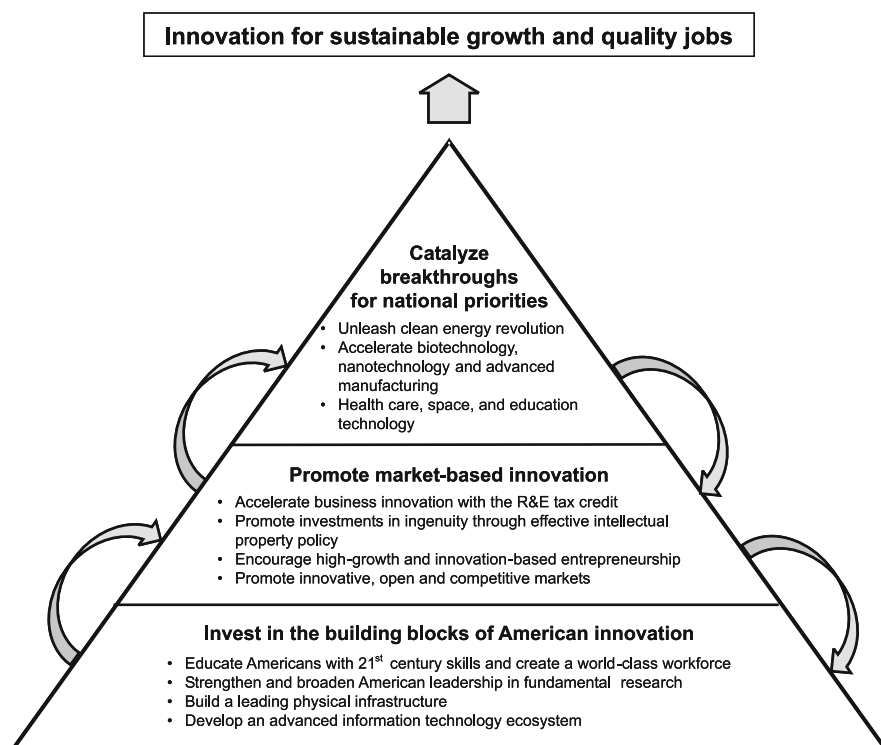 Innovation for sustainable growth and quality jobs
Catalyze
breakthroughs
for national priorities
• Unleash clean energy revolution
• Accelerate biotechnology,
nanotechnology and advanced
manufacturing
• Health care, space, and education
technology
Promote market-based innovation
• Accelerate business innovation with the R&E tax credit
• Promote investments in ingenuity through effective intellectual
property policy
• Encourage high-growth and innovation-based entrepreneurship
• Promote innovative, open and competitive markets
Invest in the building blocks of American innovation
• Educate Americans with 21st century skills and create a world-class workforce
• Strengthen and broaden American leadership in fundamental research
• Build a leading physical infrastructure
• Develop an advanced information technology ecosystem